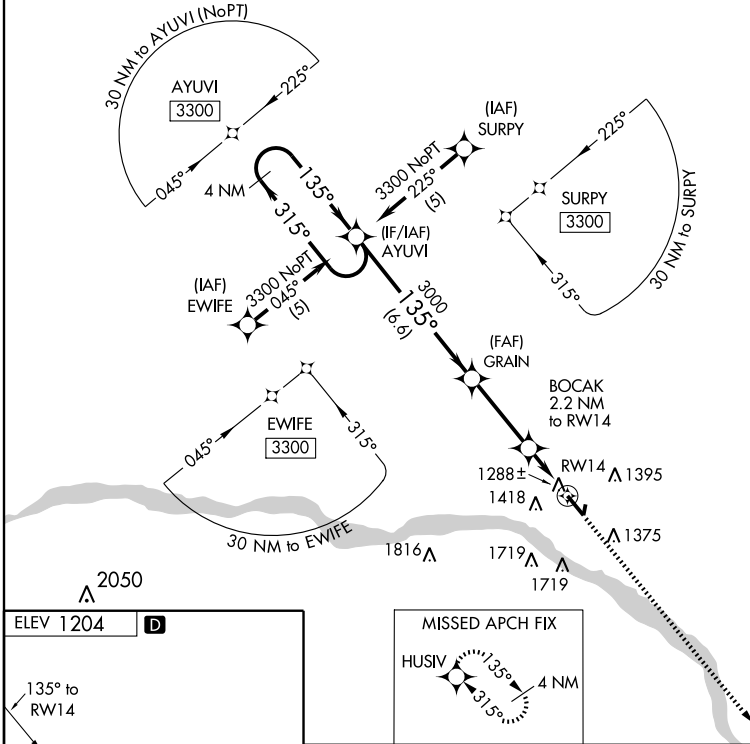 30 NM to AYUVI (NoPT)
AYUVI
3300
225°
045°
4 NM
135°
315°
(IAF)
SURPY
3300 NoPT
225°
(5)
(IF/IAF)
AYUVI
225°
SURPY
3300
315°
30 NM to SURPY
(IAF)
EWIFE
3300 NoPT
045°
(5)
3000
135°
(6.6)
(FAF)
GRAIN
BOCAK
2.2 NM
to RW14
EWIFE
3300
045°
315°
30 NM to EWIFE
1288±
RW14
1395
1418
1375
1816
1719
1719
2050
ELEV 1204
D
135° to
RW14
MISSED APCH FIX
HUSIV
135°
315°
4 NM